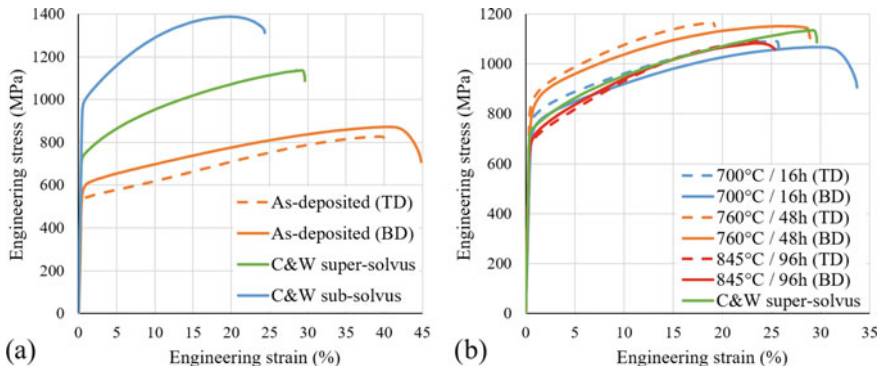 1400
1200
1000
800
600
400
200
0
0 5 10 15 20 25 30 35 40 45
Engineering stress (MPa)
Engineering strain (%)
As-deposited (TD)
As-deposited (BD)
C&W super-solvus
C&W sub-solvus
(a)
1200
1000
800
600
400
200
0
0 5 10 15 20 25 30 35
Engineering stress (MPa)
Engineering strain (%)
700°C / 16h (TD)
700°C / 16h (BD)
760°C / 48h (TD)
760°C / 48h (BD)
845°C / 96h (TD)
845°C / 96h (BD)
C&W super-solvus
(b)